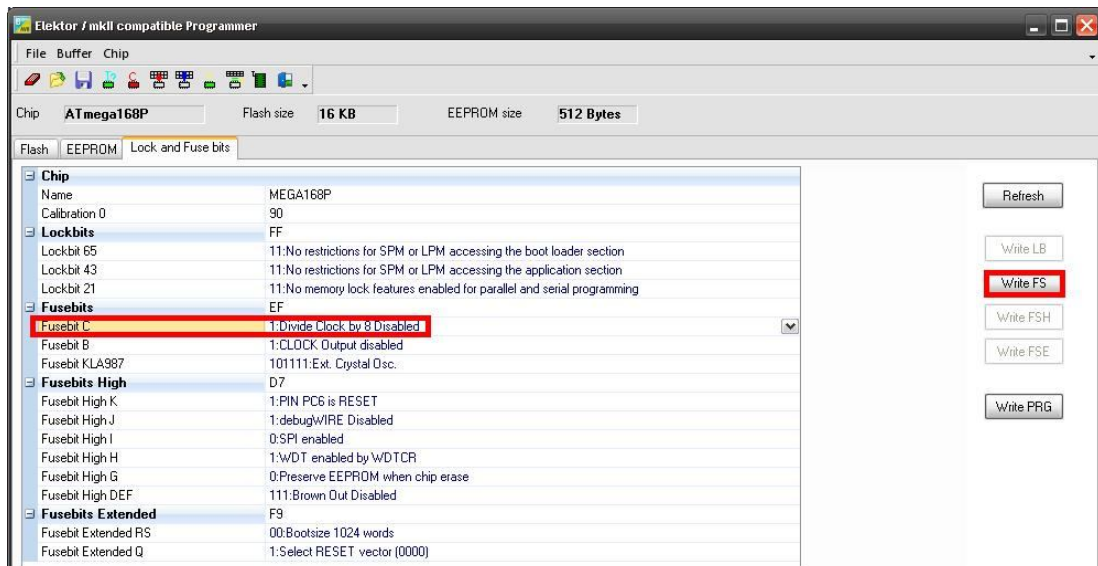 Elektor / mkII compatible Programmer
File Buffer Chip
Chip ATmega168P Flash size 16 KB EEPROM size 512 Bytes
Flash EEPROM Lock and Fuse bits
Chip
Name MEGA168P
Calibration 0 90
Lockbits FF
Lockbit 65 11:No restrictions for SPM or LPM accessing the boot loader section
Lockbit 43 11:No restrictions for SPM or LPM accessing the application section
Lockbit 21 11:No memory lock features enabled for parallel and serial programming
Fusebits EF
Fusebit C 1:Divide Clock by 8 Disabled
Fusebit B 1:CLOCK Output disabled
Fusebit KLA987 101111:Ext. Crystal Osc.
Fusebits High D7
Fusebit High K 1:PIN PC6 is RESET
Fusebit High J 1:debugWIRE Disabled
Fusebit High I 0:SPI enabled
Fusebit High H 1:WDT enabled by WDTCR
Fusebit High G 0:Preserve EEPROM when chip erase
Fusebit High DEF 111:Brown Out Disabled
Fusebits Extended F9
Fusebit Extended RS 00:Bootsize 1024 words
Fusebit Extended Q 1:Select RESET vector (0000)
Refresh
Write LB
Write FS
Write FSH
Write FSE
Write PRG